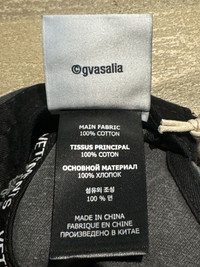 ©gvasalia
MAIN FABRIC
100% COTTON
TISSUS PRINCIPAL
100% COTON
ОСНОВНОЙ МАТЕРИАЛ
100% ХЛОПОК
섬유의 조성
100 % 면
MADE IN CHINA
FABRIQUÉ EN CHINE
ПРОИЗВЕДЕНО В КИТАЕ